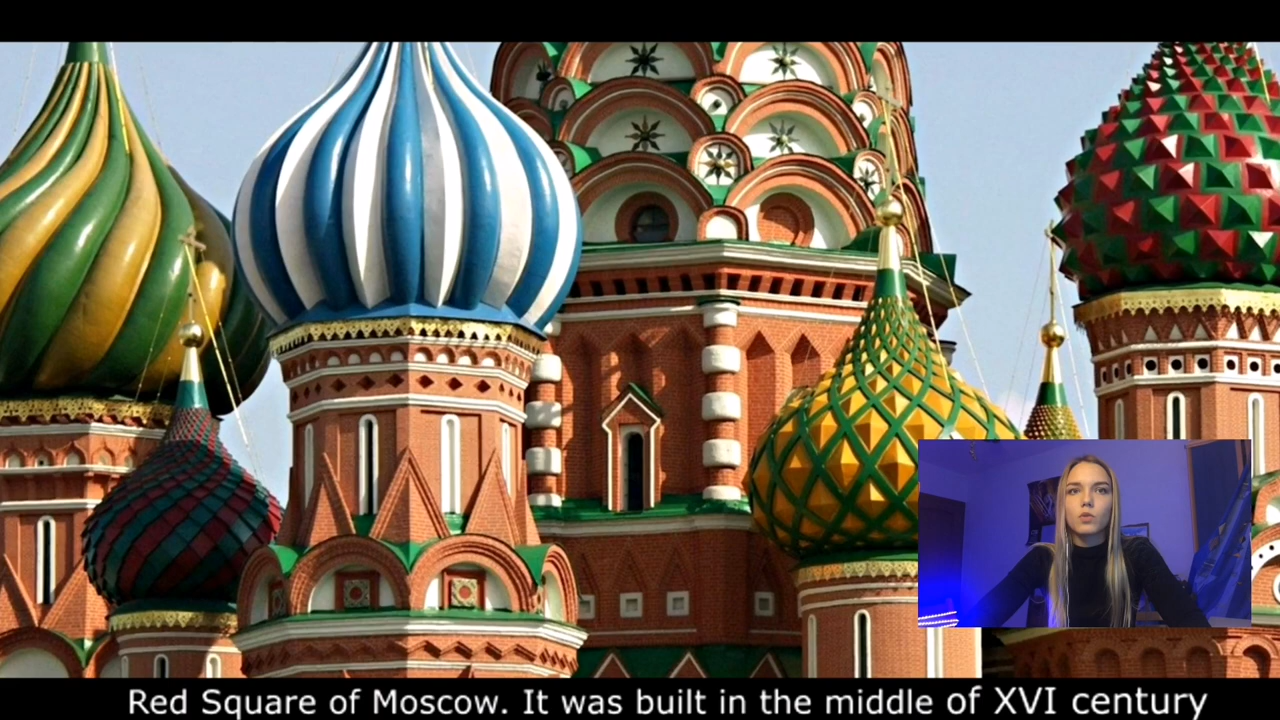 Red Square of Moscow. It was built in the middle of XVI century